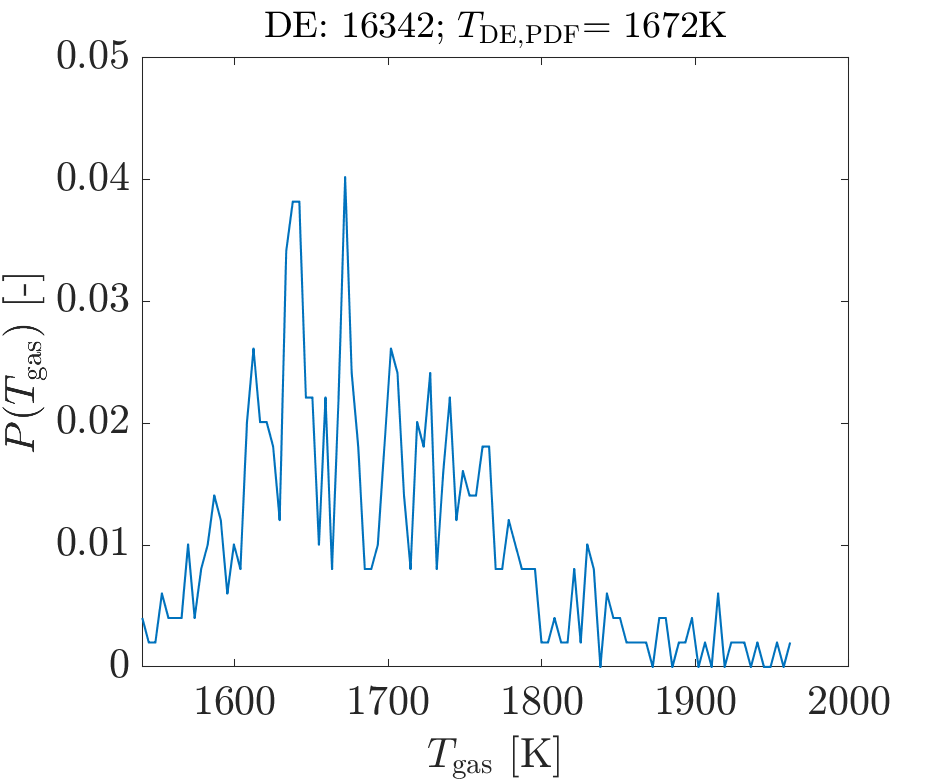 DE: 16342; T_DE,PDF= 1672K
0.05
0.04
0.03
0.02
0.01
0
P(T_gas) [-]
1600 1700 1800 1900 2000
T_gas [K]